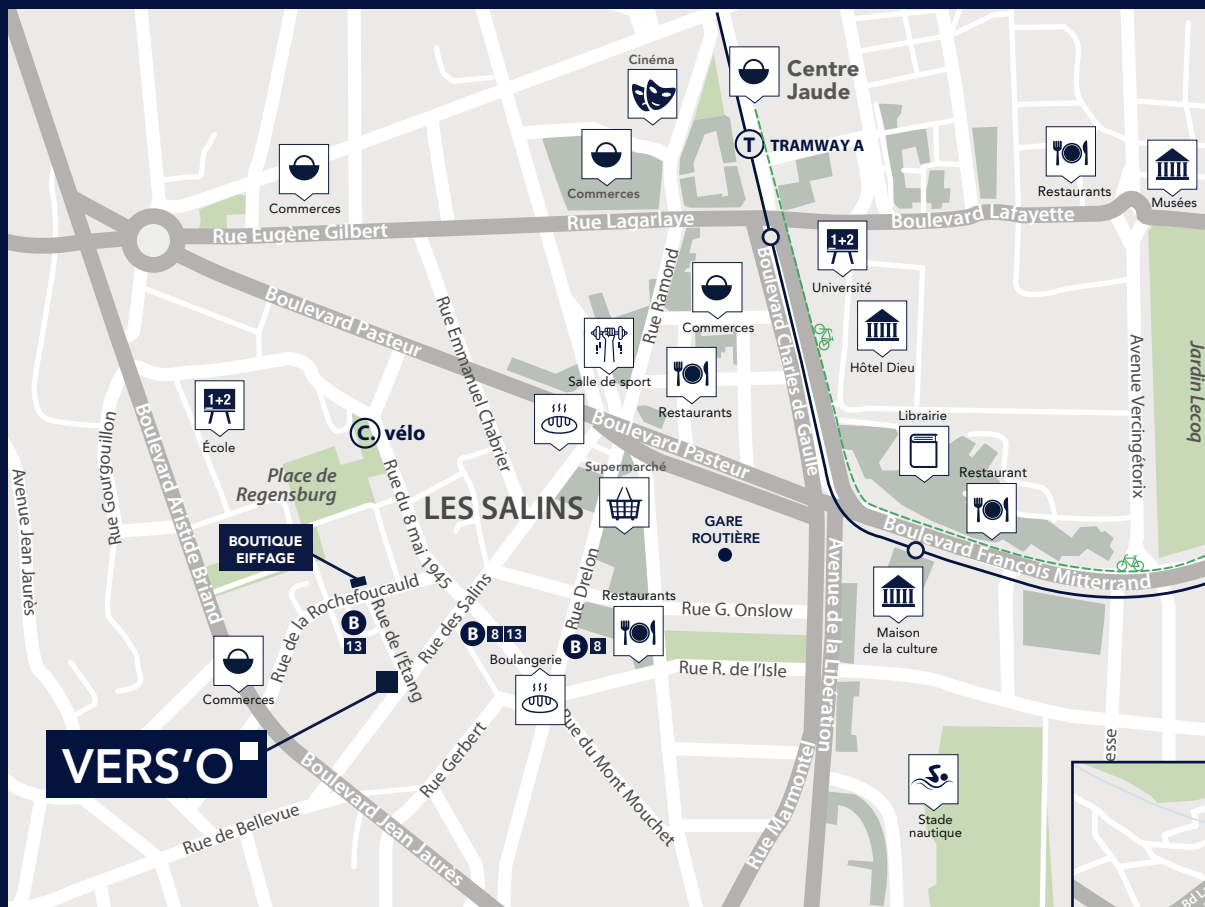 Cinéma
Centre
Jaude
T
TRAMWAY A
Commerces
Commerces
1+2
Restaurants
Musées
Rue Eugène Gilbert
Rue Lagarlaye
Boulevard Lafayette
Boulevard Pasteur
Rue Emmanuel Chabrier
Rue Ramond
Commerces
Boulevard Charles de Gaulle
Université
Hôtel Dieu
Salle de sport
Restaurants
Avenue Vercingétorix
Jardin Lecoq
1+2
École
Rue Gourgouillon
Boulevard Aristide Briand
C. vélo
Boulevard Pasteur
Librairie
Restaurant
Avenue Jean Jaurès
Place de
Regensburg
Rue du 8 mai 1945
LES SALINS
Supermarché
GARE
ROUTIÈRE
Boulevard François Mitterrand
BOUTIQUE
EIFFAGE
Rue de la Rochefoucauld
B
13
Rue de l'Étang
Rue des Salins
B 8 13
Rue Drelon
B 8
Restaurants
Rue G. Onslow
Avenue de la Libération
Maison
de la culture
Boulangerie
Rue R. de l'Isle
Commerces
VERS'O
Rue Gerbert
Rue du Mont Mouchet
Rue Marmontel
Stade
nautique
Rue de Bellevue
Boulevard Jean Jaurès
esse